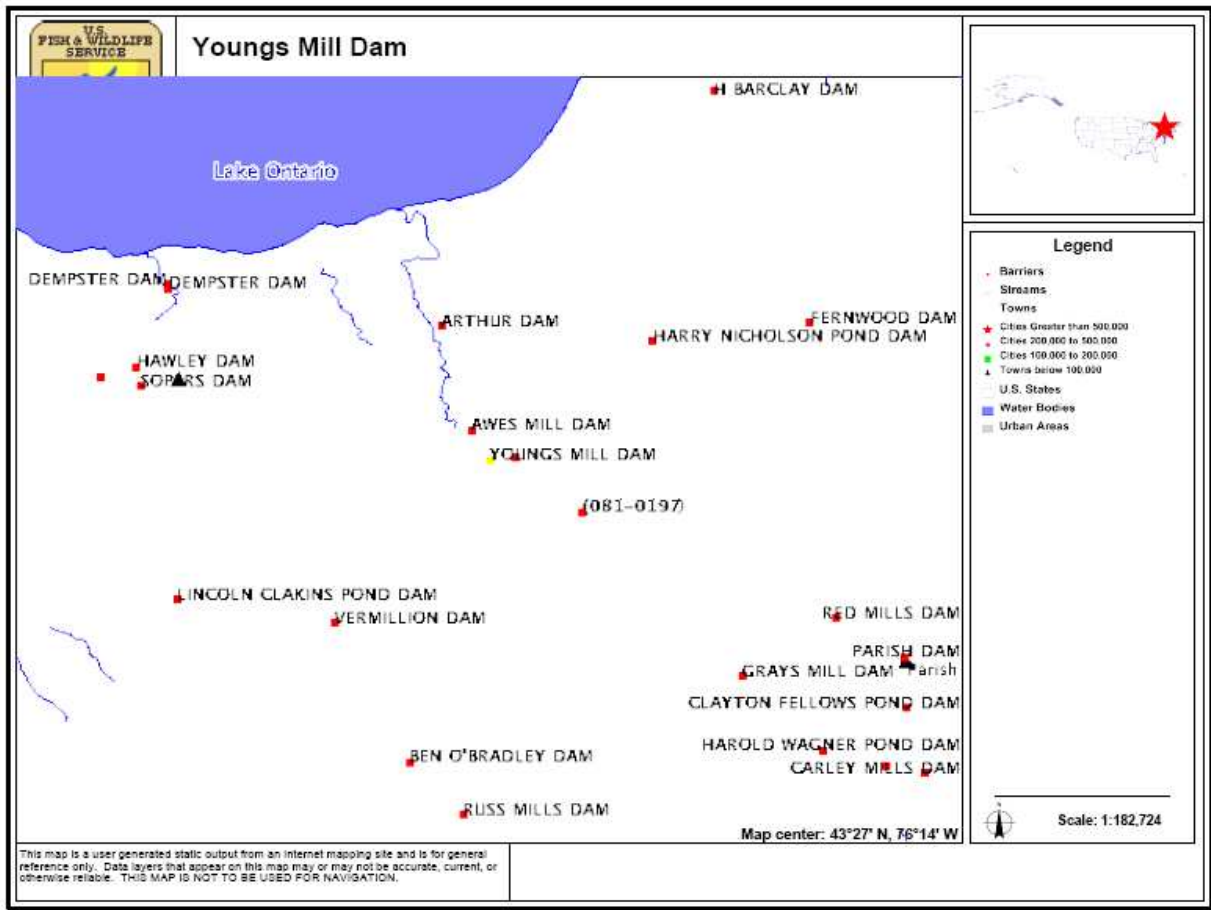 U.S.
FISH & WILDLIFE
SERVICE
Youngs Mill Dam
H BARCLAY DAM
Lake Ontario
DEMPSTER DAM
DEMPSTER DAM
ARTHUR DAM
FERNWOOD DAM
HARRY NICHOLSON POND DAM
HAWLEY DAM
SOPERS DAM
AWES MILL DAM
YOUNGS MILL DAM
(081-0197)
LINCOLN CLAKINS POND DAM
VERMILLION DAM
RED MILLS DAM
PARISH DAM
Parish
GRAYS MILL DAM
CLAYTON FELLOWS POND DAM
HAROLD WAGNER POND DAM
CARLEY MILLS DAM
BEN O'BRADLEY DAM
RUSS MILLS DAM
Map center: 43°27' N, 76°14' W
Legend
Barriers
Streams
Towns
Cities Greater than 500,000
Cities 200,000 to 500,000
Cities 100,000 to 200,000
Towns below 100,000
U.S. States
Water Bodies
Urban Areas
N
Scale: 1:182,724
This map is a user generated static output from an Internet mapping site and is for general
reference only. Data layers that appear on this map may or may not be accurate, current, or
otherwise reliable. THIS MAP IS NOT TO BE USED FOR NAVIGATION.